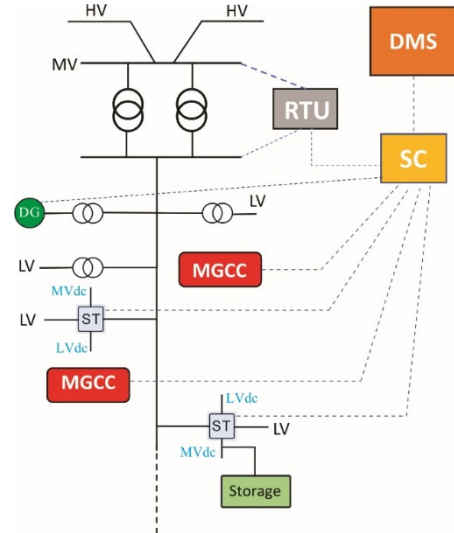 HV
HV
DMS
MV
RTU
SC
DG
LV
LV
MGCC
MVdc
LV
ST
LVdc
MGCC
LVdc
ST
LV
MVdc
Storage